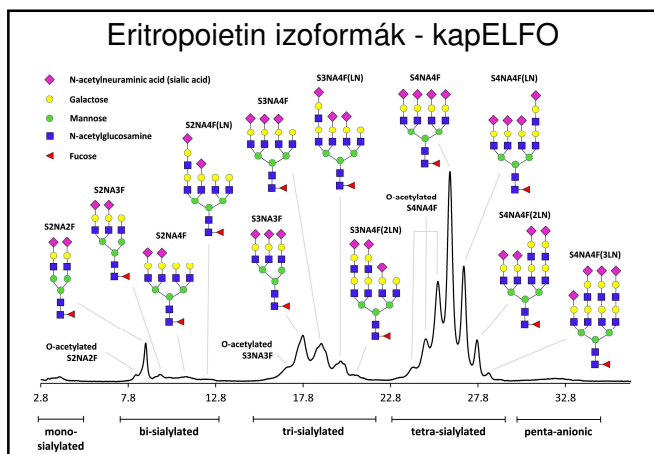 Eritropoietin izoformák - kapELFO
N-acetylneuraminic acid (sialic acid)
Galactose
Mannose
N-acetylglucosamine
Fucose
S2NA2F
S2NA3F
S2NA4F
S2NA4F(LN)
S3NA4F
S3NA4F(LN)
S3NA3F
S3NA4F(2LN)
S4NA4F
S4NA4F(LN)
O-acetylated
S4NA4F
S4NA4F(2LN)
S4NA4F(3LN)
O-acetylated
S2NA2F
O-acetylated
S3NA3F
2.8 7.8 12.8 17.8 22.8 27.8 32.8
mono-
sialylated
bi-sialylated
tri-sialylated
tetra-sialylated
penta-anionic